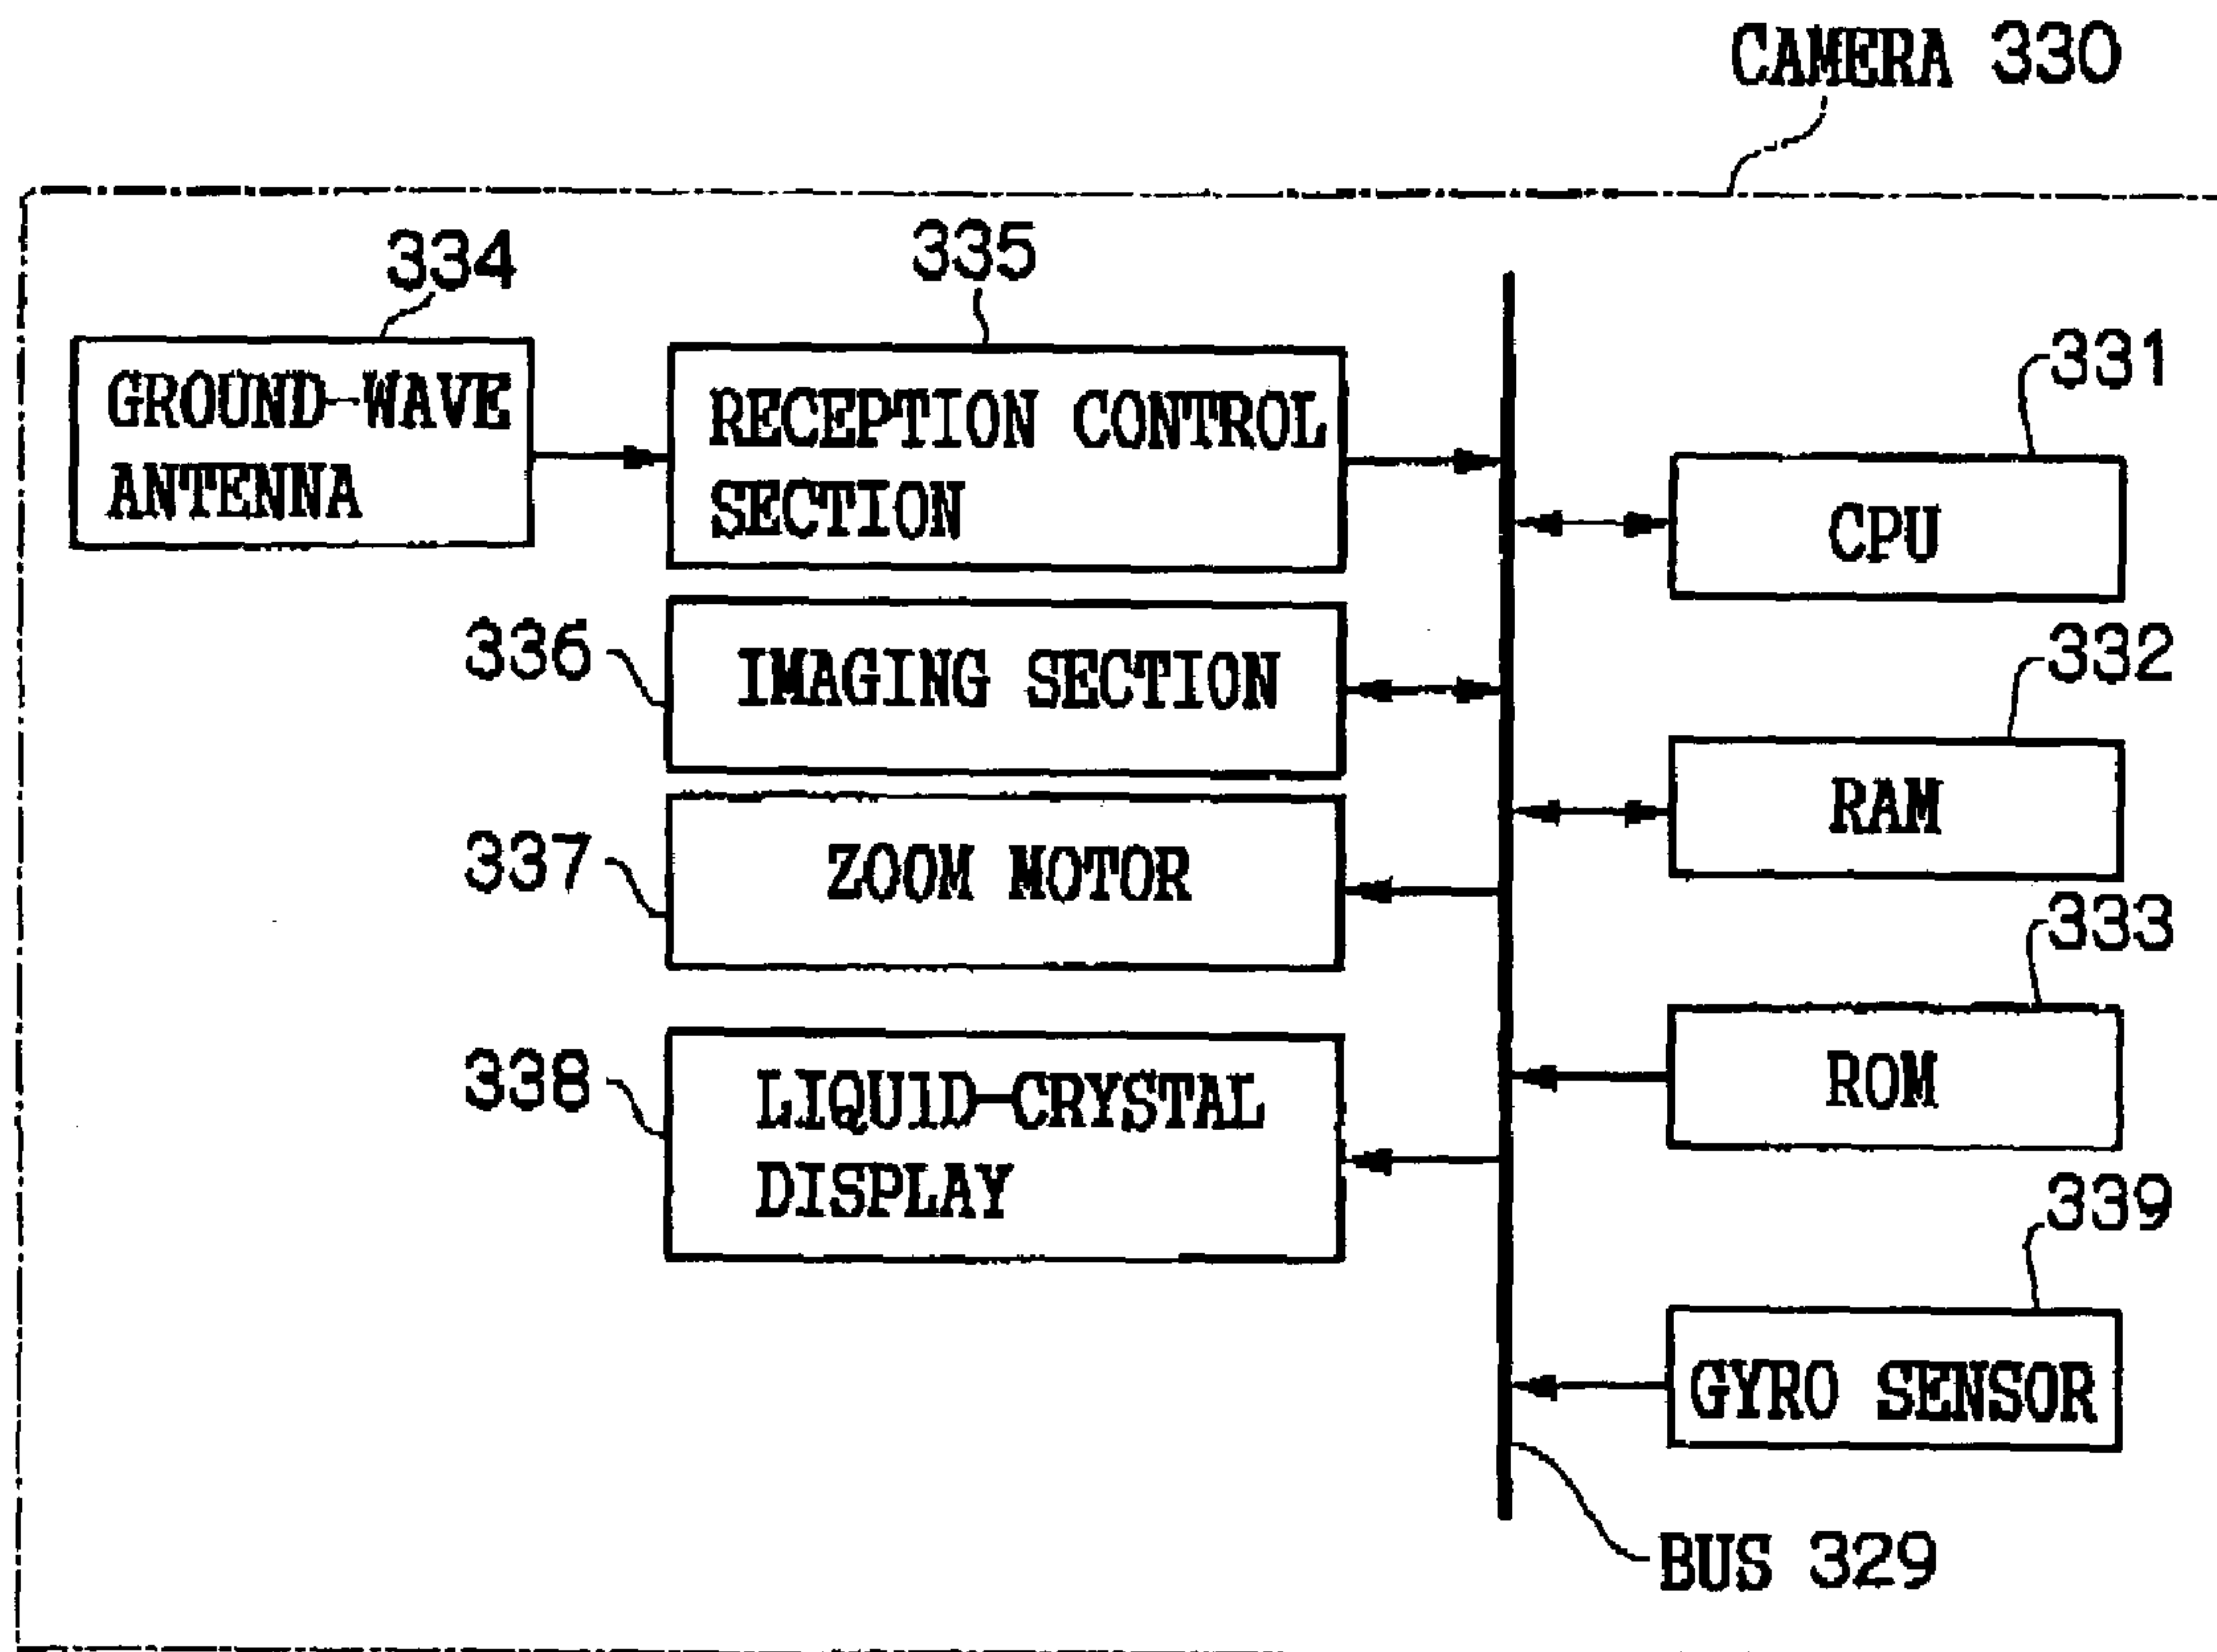 CAMERA 330
334
335
GROUND-WAVE
ANTENNA
RECEPTION CONTROL
SECTION
331
CPU
336
IMAGING SECTION
332
RAM
337
ZOOM MOTOR
333
ROM
338
LIQUID-CRYSTAL
DISPLAY
339
GYRO SENSOR
BUS 329